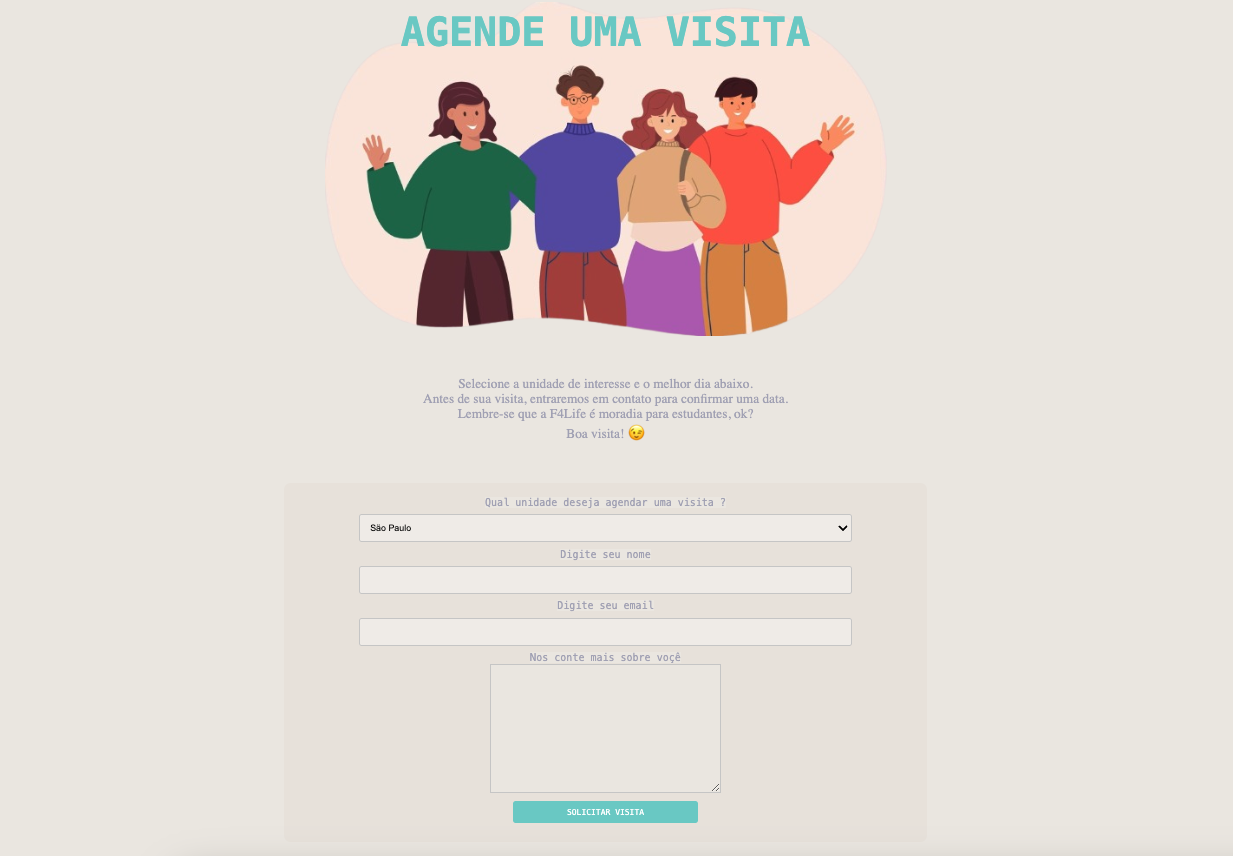 AGENDE UMA VISITA
Selecione a unidade de interesse e o melhor dia abaixo.
Antes de sua visita, entraremos em contato para confirmar uma data.
Lembre-se que a F4Life é moradia para estudantes, ok?
Boa visita! 😉
Qual unidade deseja agendar uma visita ?
São Paulo
Digite seu nome
Digite seu email
Nos conte mais sobre voçê
SOLICITAR VISITA